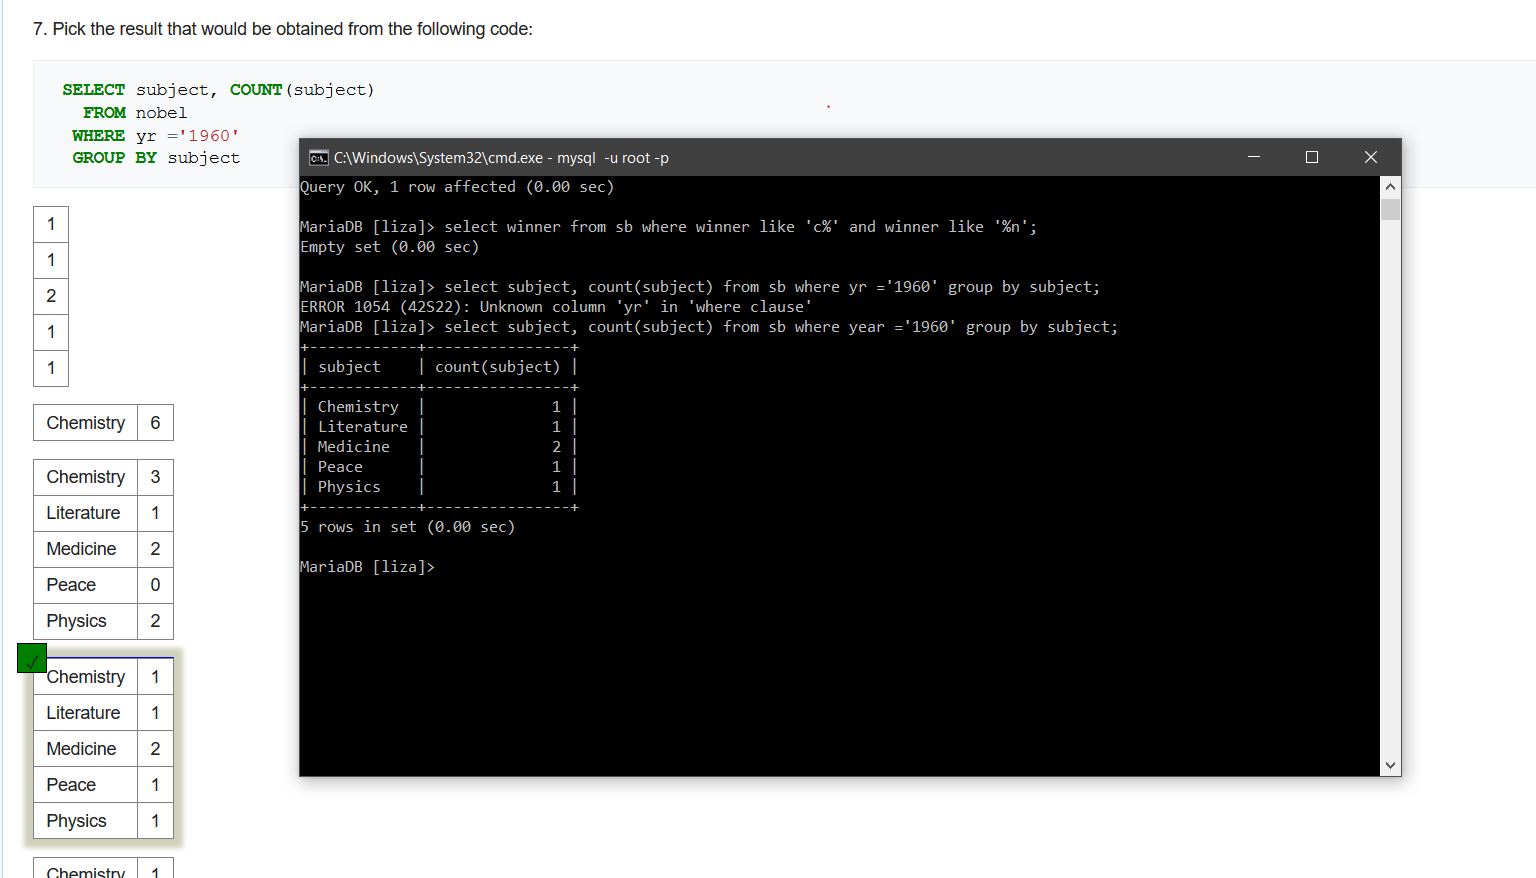 7. Pick the result that would be obtained from the following code:
SELECT subject, COUNT(subject)
FROM nobel
WHERE yr ='1960'
GROUP BY subject
1
1
2
1
1
Chemistry 6
Chemistry 3
Literature 1
Medicine 2
Peace 0
Physics 2
✓
Chemistry 1
Literature 1
Medicine 2
Peace 1
Physics 1
Chemistry 1
C:\Windows\System32\cmd.exe - mysql  -u root -p
Query OK, 1 row affected (0.00 sec)
MariaDB [liza]> select winner from sb where winner like 'c%' and winner like '%n';
Empty set (0.00 sec)
MariaDB [liza]> select subject, count(subject) from sb where yr ='1960' group by subject;
ERROR 1054 (42S22): Unknown column 'yr' in 'where clause'
MariaDB [liza]> select subject, count(subject) from sb where year ='1960' group by subject;
+------------+----------------+
| subject    | count(subject) |
+------------+----------------+
| Chemistry  |              1 |
| Literature |              1 |
| Medicine   |              2 |
| Peace      |              1 |
| Physics    |              1 |
+------------+----------------+
5 rows in set (0.00 sec)
MariaDB [liza]>